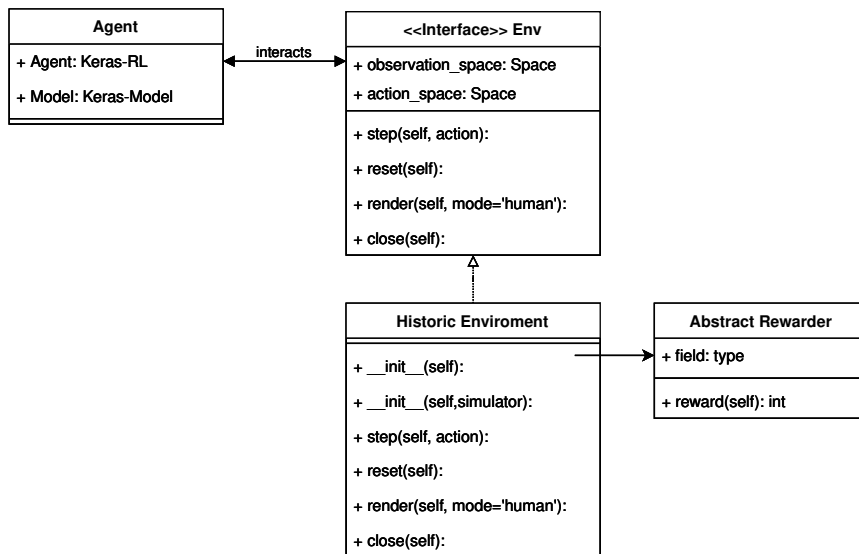 Agent
+ Agent: Keras-RL
+ Model: Keras-Model
interacts
<<Interface>> Env
+ observation_space: Space
+ action_space: Space
+ step(self, action):
+ reset(self):
+ render(self, mode='human'):
+ close(self):
Historic Enviroment
+ __init__(self):
+ __init__(self,simulator):
+ step(self, action):
+ reset(self):
+ render(self, mode='human'):
+ close(self):
Abstract Rewarder
+ field: type
+ reward(self): int